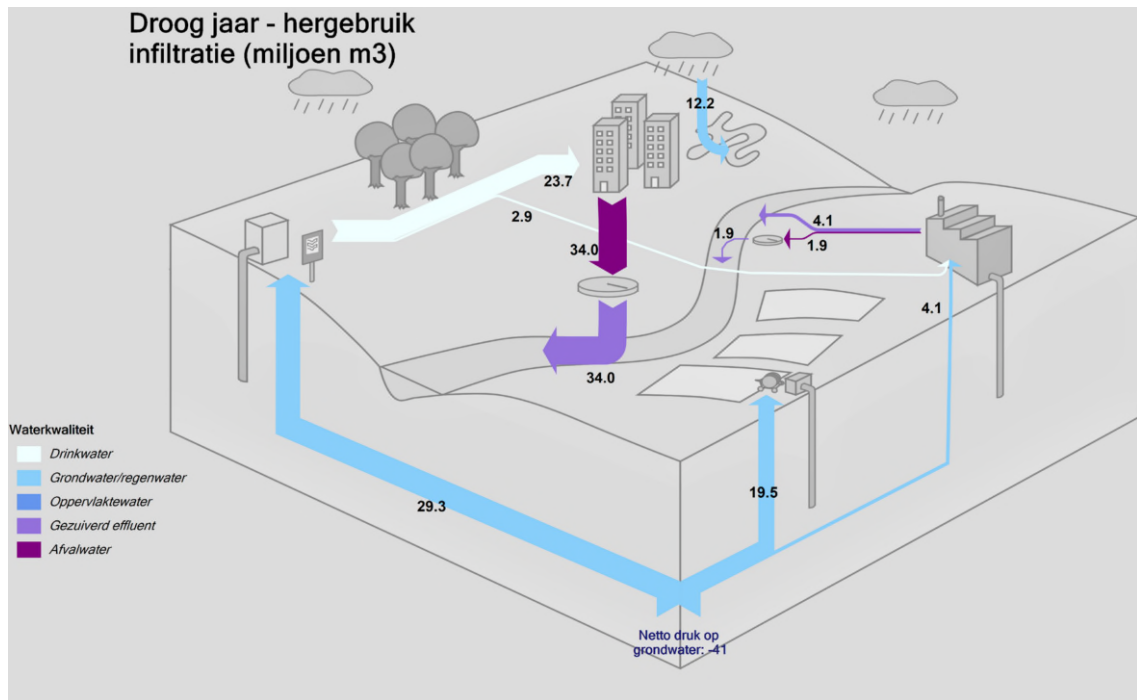 Droog jaar - hergebruik
infiltratie (miljoen m3)
12.2
23.7
2.9
4.1
1.9
1.9
34.0
4.1
34.0
Waterkwaliteit
Drinkwater
Grondwater/regenwater
19.5
29.3
Oppervlaktewater
Gezuiverd effluent
Afvalwater
Netto druk op
grondwater: -41